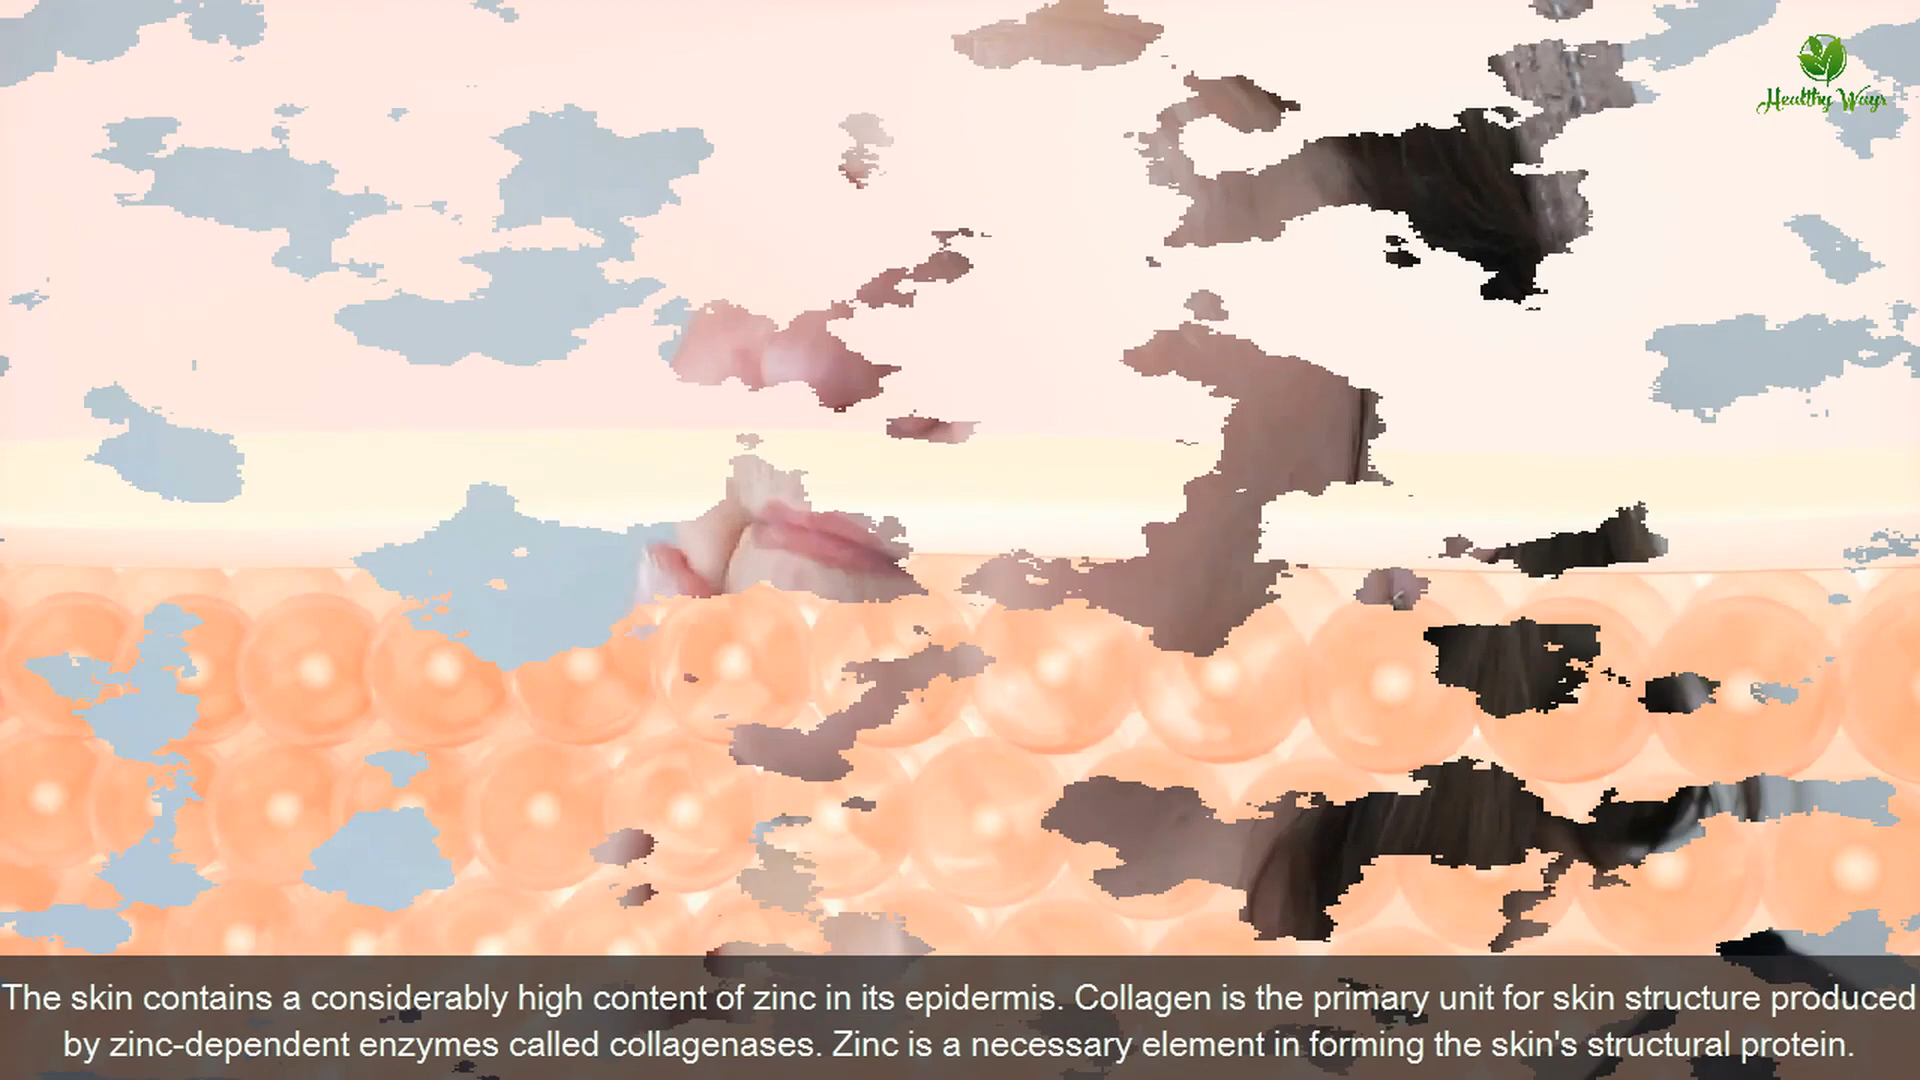 Healthy Ways
The skin contains a considerably high content of zinc in its epidermis. Collagen is the primary unit for skin structure produced
by zinc-dependent enzymes called collagenases. Zinc is a necessary element in forming the skin's structural protein.